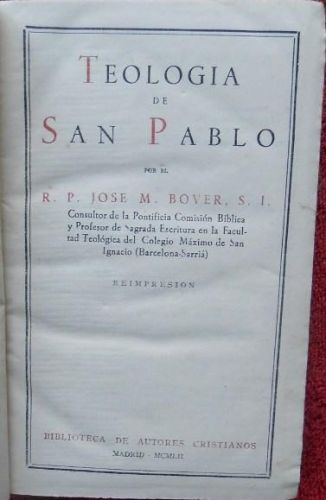 TEOLOGIA
DE
SAN PABLO
POR EL
R. P. JOSE M. BOVER, S. I.
Consultor de la Pontificia Comisión Bíblica
y Profesor de Sagrada Escritura en la Facul-
tad Teológica del Colegio Máximo de San
Ignacio (Barcelona-Sarriá)
REIMPRESION
BIBLIOTECA DE AUTORES CRISTIANOS
MADRID - MCMLII